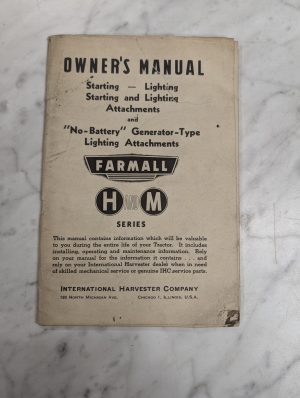 OWNER'S MANUAL
Starting — Lighting
Starting and Lighting
Attachments
and
"No-Battery" Generator-Type
Lighting Attachments
FARMALL
H AND M
SERIES
This manual contains information which will be valuable
to you during the entire life of your Tractor. It includes
installing, operating and maintenance information. Rely
on your manual for the information it contains . . . and
rely on your International Harvester dealer when in need
of skilled mechanical service or genuine IHC service parts.
INTERNATIONAL HARVESTER COMPANY
180 NORTH MICHIGAN AVE. CHICAGO 1, ILLINOIS, U.S.A.